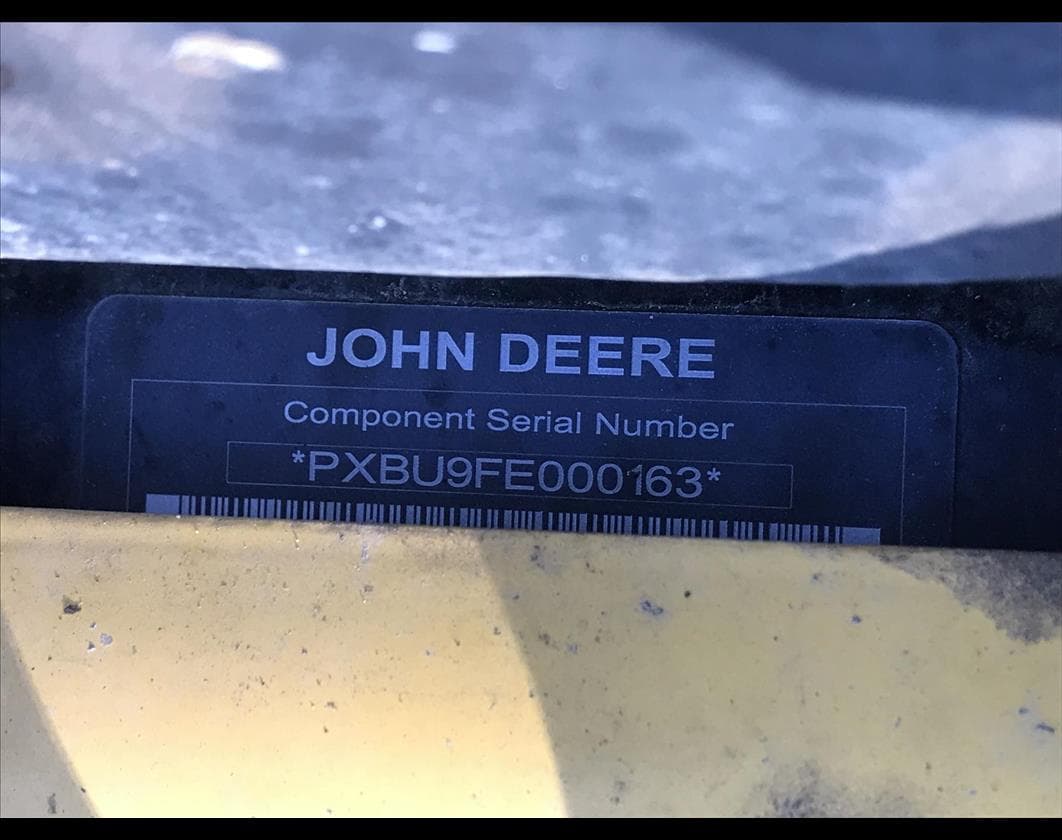 JOHN DEERE
Component Serial Number
*PXBU9FE000163*